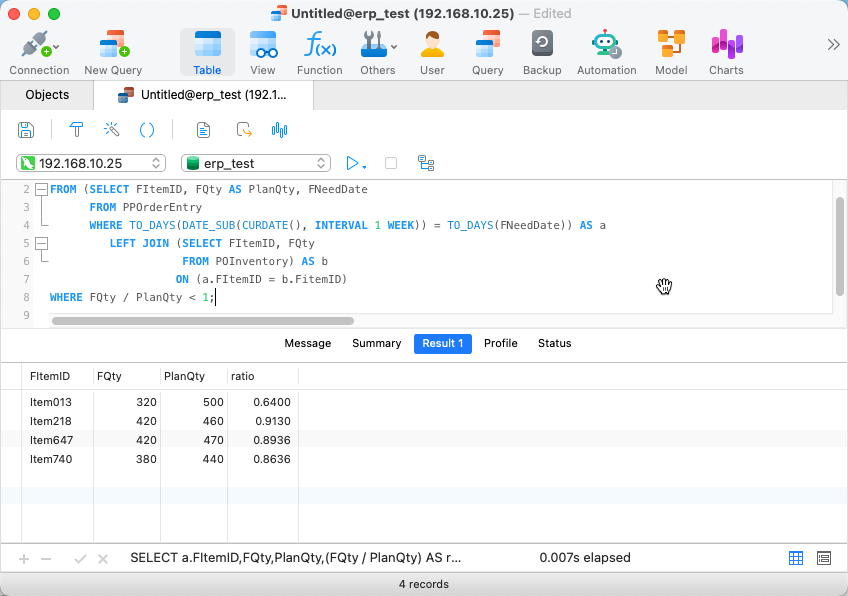 Untitled@erp_test (192.168.10.25) — Edited
Connection New Query Table View Function Others User Query Backup Automation Model Charts
Objects Untitled@erp_test (192.1...
192.168.10.25 erp_test
2 FROM (SELECT FItemID, FQty AS PlanQty, FNeedDate
3 FROM PPOrderEntry
4 WHERE TO_DAYS(DATE_SUB(CURDATE(), INTERVAL 1 WEEK)) = TO_DAYS(FNeedDate)) AS a
5 LEFT JOIN (SELECT FItemID, FQty
6 FROM POInventory) AS b
7 ON (a.FItemID = b.FitemID)
8 WHERE FQty / PlanQty < 1;
9
Message Summary Result 1 Profile Status
FItemID FQty PlanQty ratio
Item013 320 500 0.6400
Item218 420 460 0.9130
Item647 420 470 0.8936
Item740 380 440 0.8636
SELECT a.FItemID,FQty,PlanQty,(FQty / PlanQty) AS r... 0.007s elapsed
4 records